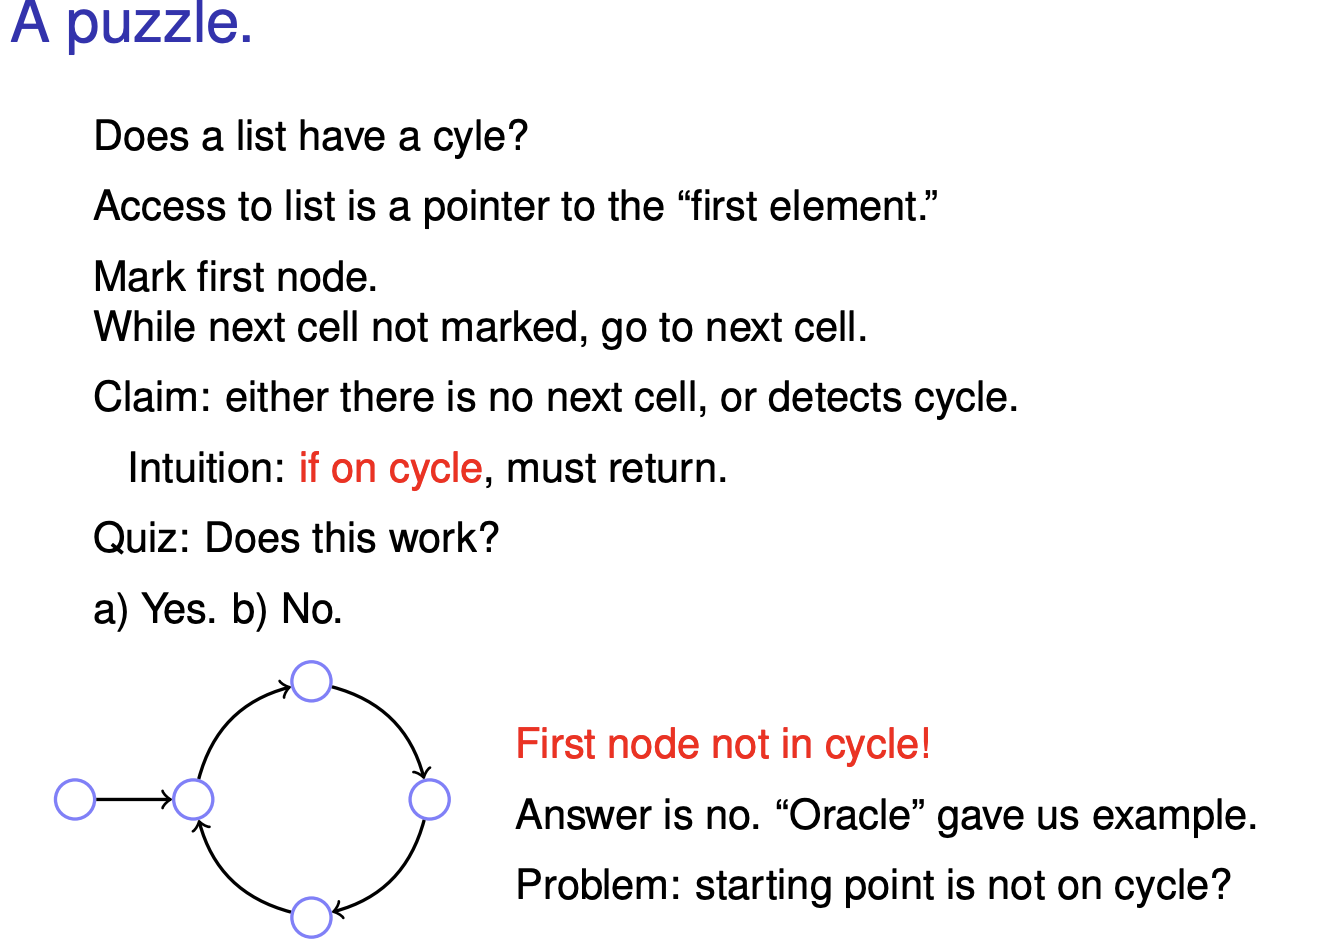 A puzzle.
Does a list have a cyle?
Access to list is a pointer to the “first element.”
Mark first node.
While next cell not marked, go to next cell.
Claim: either there is no next cell, or detects cycle.
Intuition: if on cycle, must return.
Quiz: Does this work?
a) Yes. b) No.
First node not in cycle!
Answer is no. “Oracle” gave us example.
Problem: starting point is not on cycle?